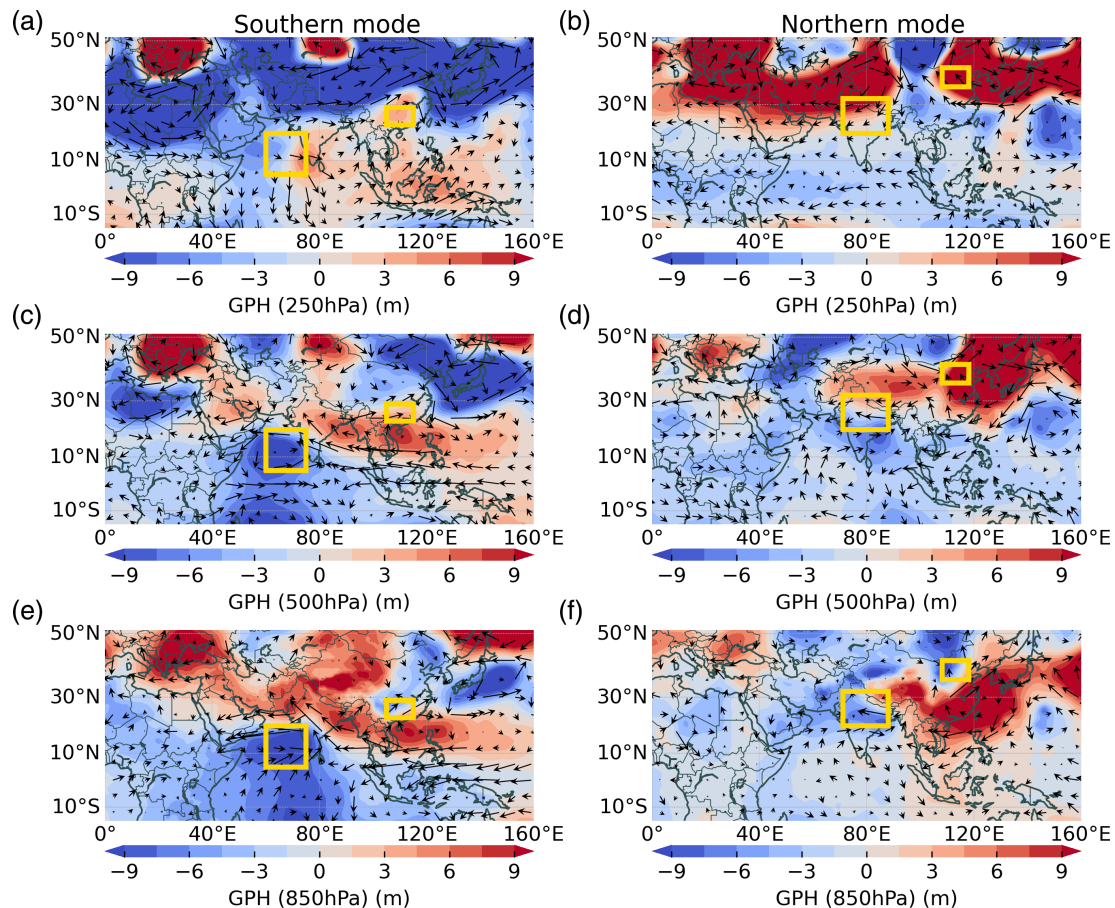 (a) Southern mode
(b) Northern mode
50°N
30°N
10°N
10°S
0° 40°E 80°E 120°E 160°E
−9 −6 −3 0 3 6 9
GPH (250hPa) (m)
50°N
30°N
10°N
10°S
0° 40°E 80°E 120°E 160°E
−9 −6 −3 0 3 6 9
GPH (250hPa) (m)
(c)
50°N
30°N
10°N
10°S
0° 40°E 80°E 120°E 160°E
−9 −6 −3 0 3 6 9
GPH (500hPa) (m)
(d)
50°N
30°N
10°N
10°S
0° 40°E 80°E 120°E 160°E
−9 −6 −3 0 3 6 9
GPH (500hPa) (m)
(e)
50°N
30°N
10°N
10°S
0° 40°E 80°E 120°E 160°E
−9 −6 −3 0 3 6 9
GPH (850hPa) (m)
(f)
50°N
30°N
10°N
10°S
0° 40°E 80°E 120°E 160°E
−9 −6 −3 0 3 6 9
GPH (850hPa) (m)